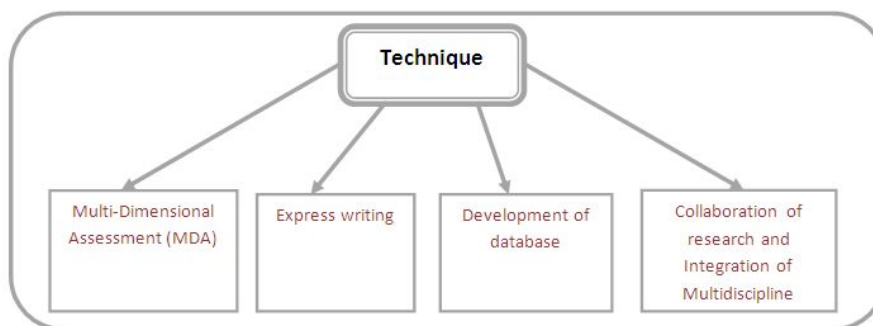 Technique
Multi-Dimensional
Assessment (MDA)
Express writing
Development of
database
Collaboration of
research and
Integration of
Multidiscipline